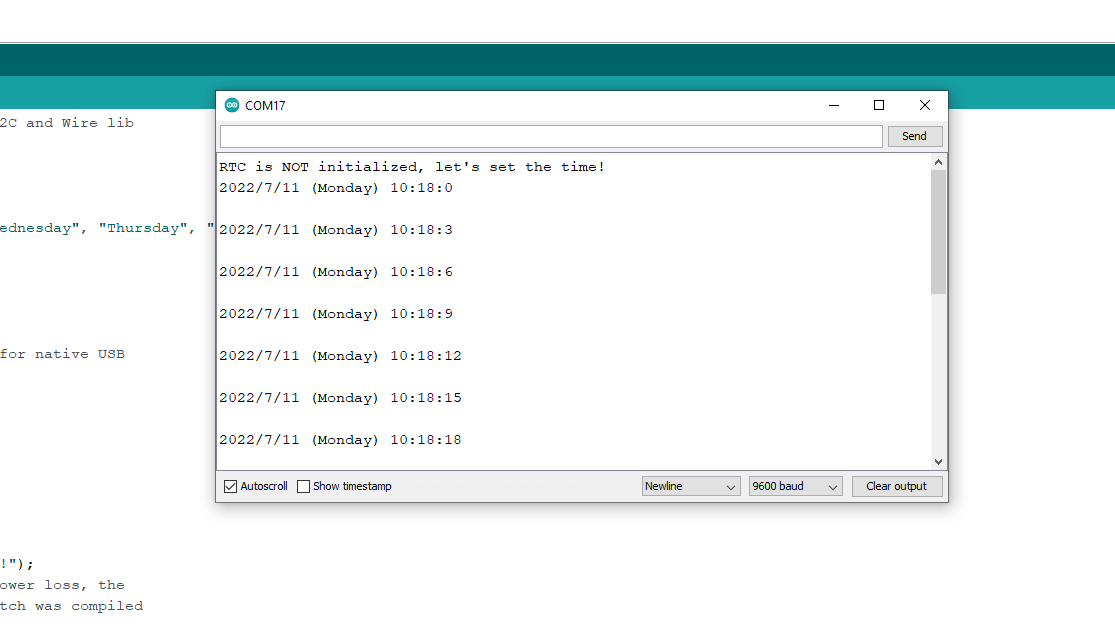 2C and Wire lib
ednesday", "Thursday", "
for native USB
!");
ower loss, the
tch was compiled
COM17
Send
RTC is NOT initialized, let's set the time!
2022/7/11 (Monday) 10:18:0
2022/7/11 (Monday) 10:18:3
2022/7/11 (Monday) 10:18:6
2022/7/11 (Monday) 10:18:9
2022/7/11 (Monday) 10:18:12
2022/7/11 (Monday) 10:18:15
2022/7/11 (Monday) 10:18:18
Autoscroll Show timestamp Newline 9600 baud Clear output